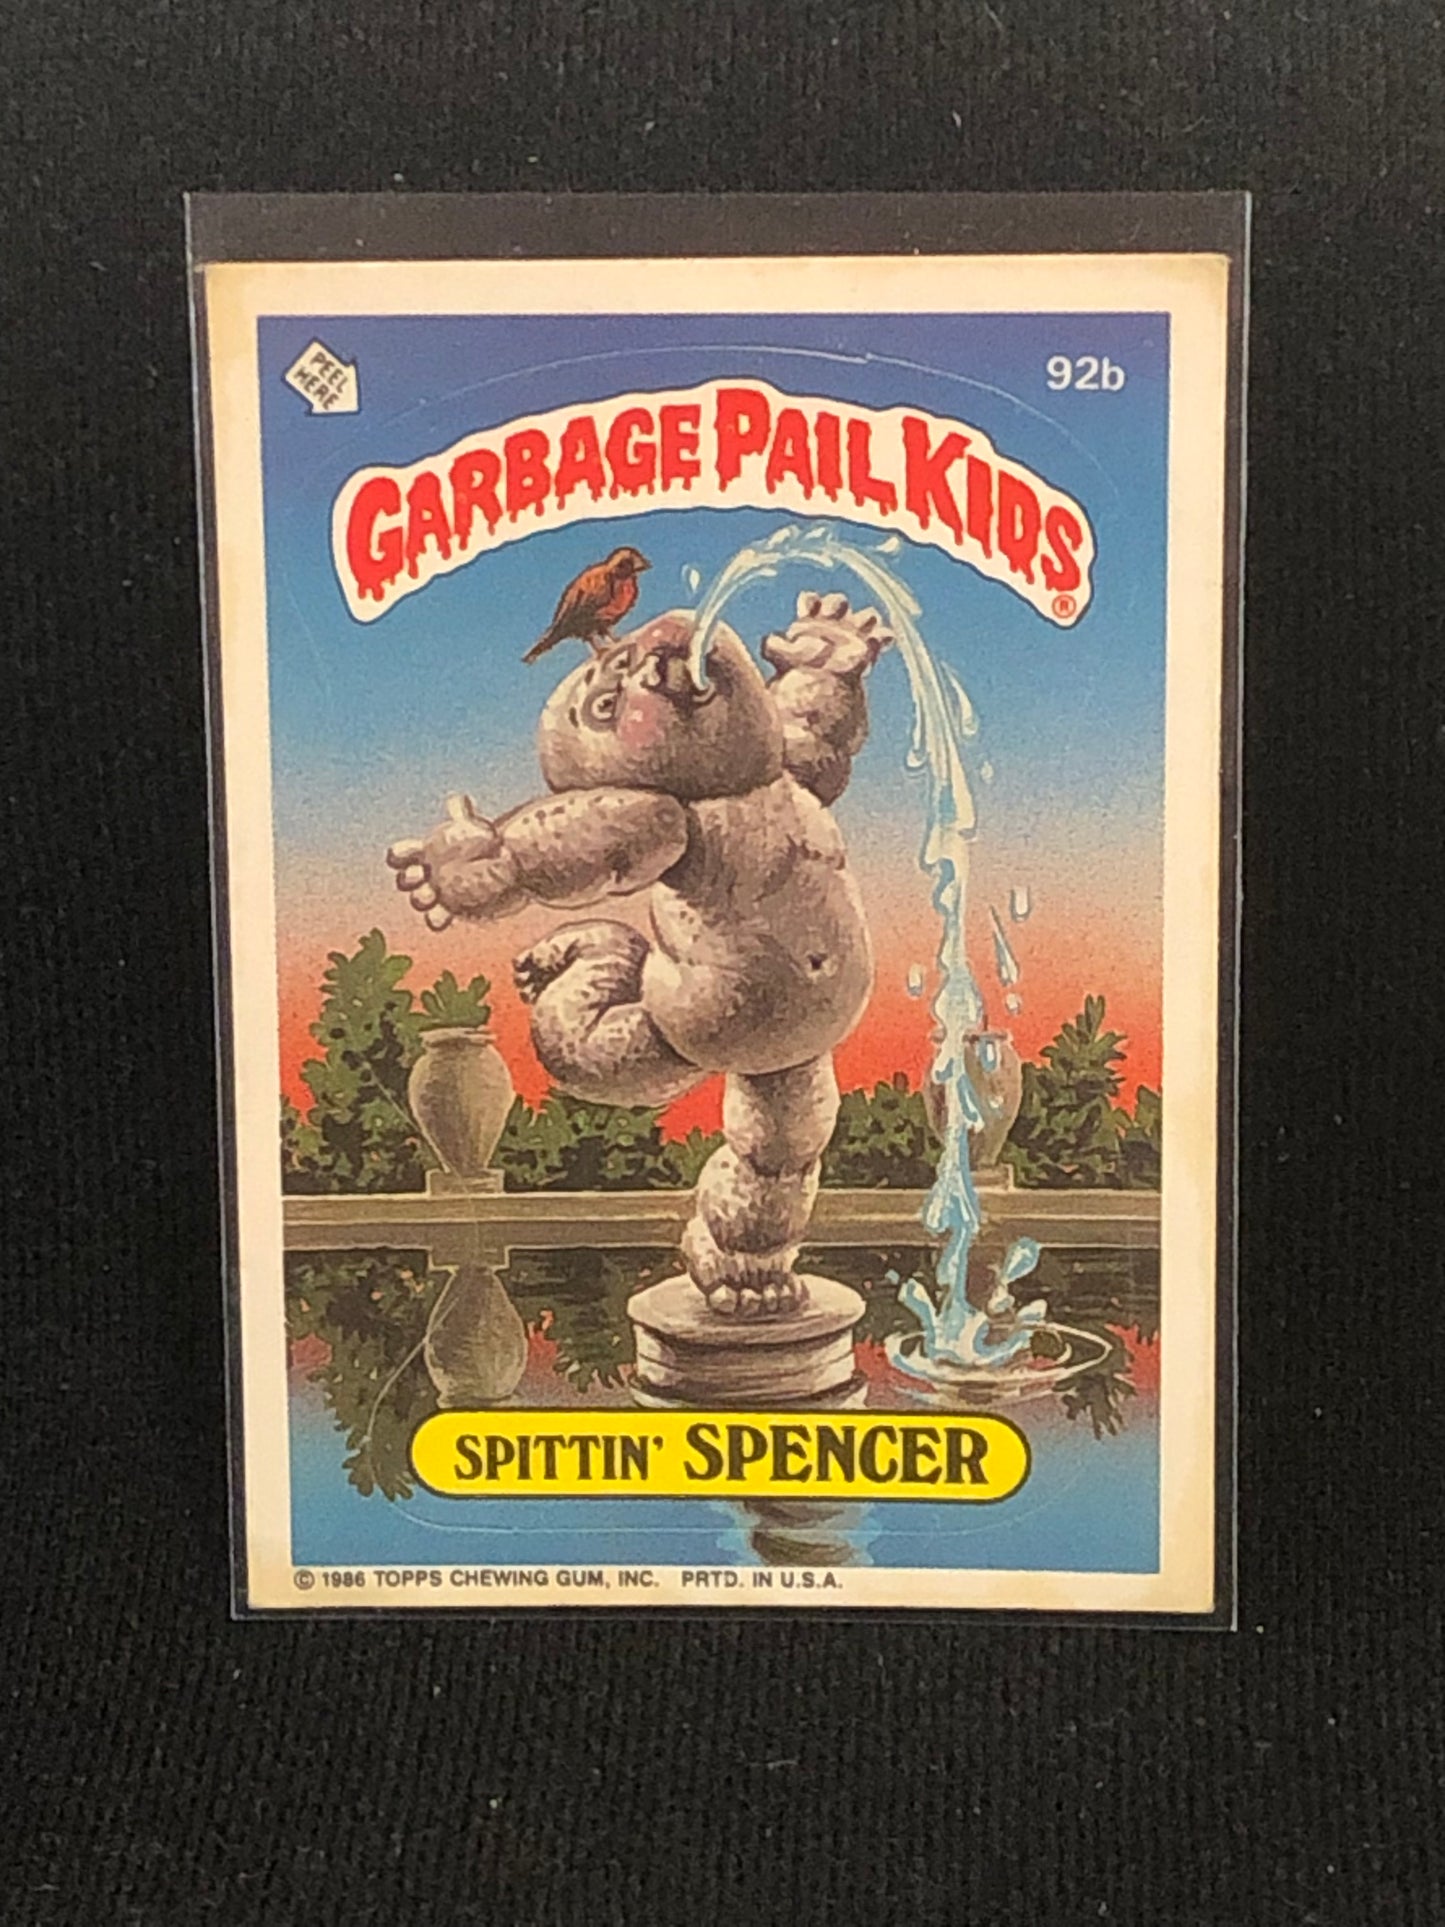 PEEL
HERE
92b
GARBAGE PAIL KIDS
®
SPITTIN' SPENCER
© 1986 TOPPS CHEWING GUM, INC. PRTD. IN U.S.A.